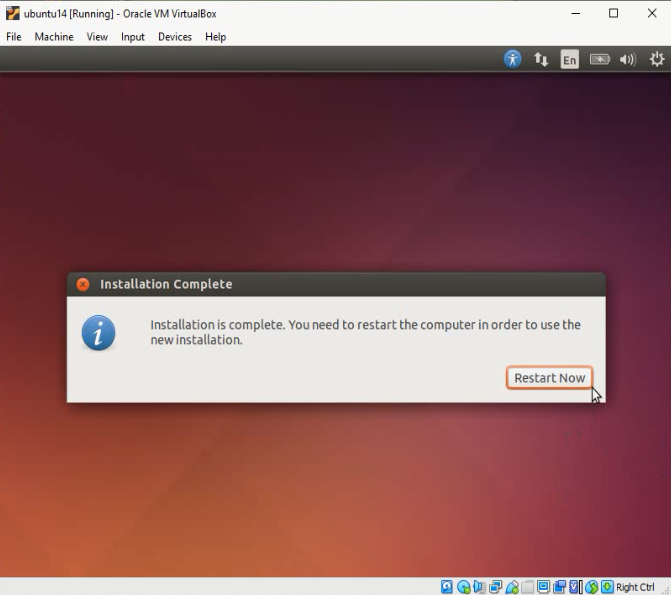 ubuntu14 [Running] - Oracle VM VirtualBox
File Machine View Input Devices Help
En
Installation Complete
Installation is complete. You need to restart the computer in order to use the
new installation.
Restart Now
Right Ctrl